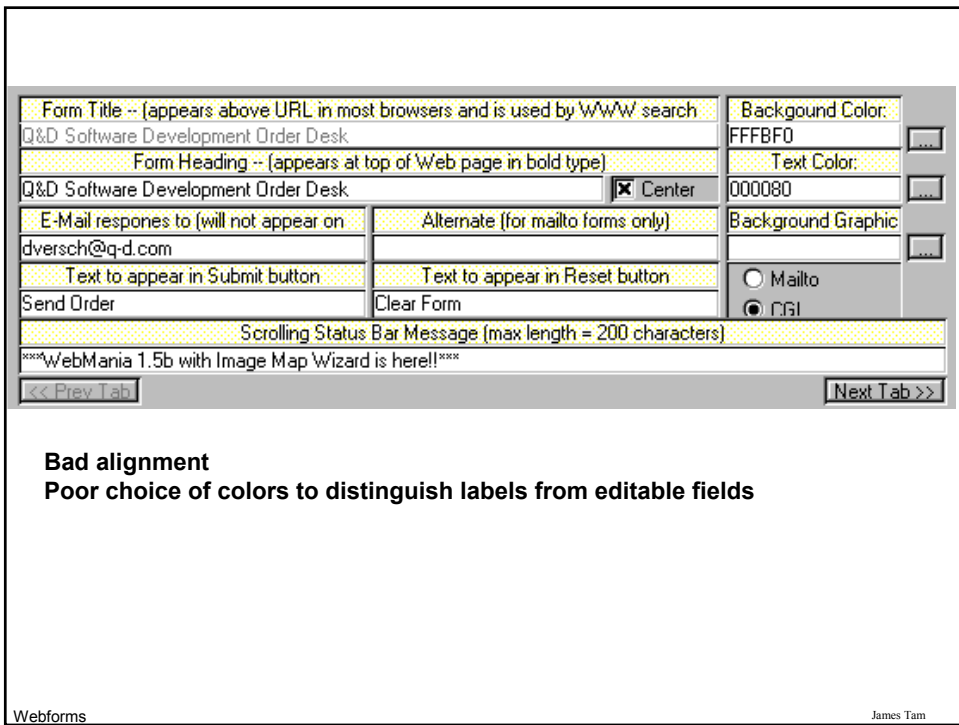 Form Title -- (appears above URL in most browsers and is used by WWW search
Backgound Color:
Q&D Software Development Order Desk
FFFBF0
...
Form Heading -- (appears at top of Web page in bold type)
Text Color:
Q&D Software Development Order Desk
Center
000080
...
E-Mail respones to (will not appear on
Alternate (for mailto forms only)
Background Graphic
dversch@q-d.com
...
Text to appear in Submit button
Text to appear in Reset button
Mailto
Send Order
Clear Form
CGI
Scrolling Status Bar Message (max length = 200 characters)
***WebMania 1.5b with Image Map Wizard is here!!***
<< Prev Tab
Next Tab >>
Bad alignment
Poor choice of colors to distinguish labels from editable fields
Webforms
James Tam